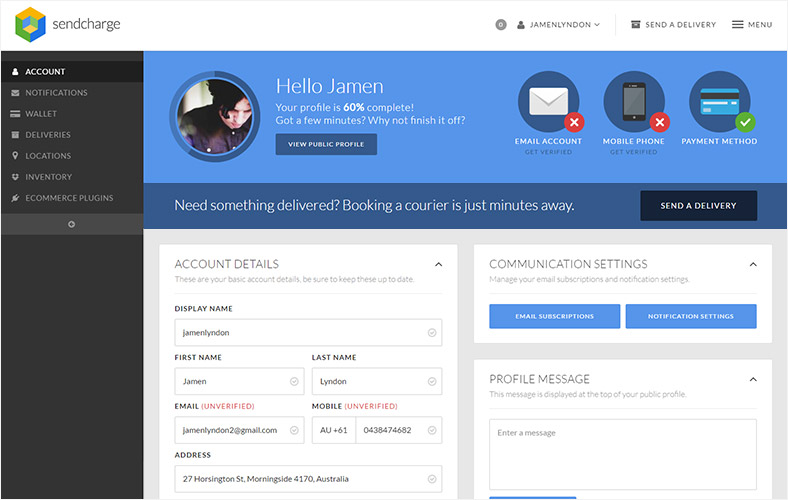 sendcharge
0 JAMENLYNDON SEND A DELIVERY MENU
ACCOUNT
NOTIFICATIONS
WALLET
DELIVERIES
LOCATIONS
INVENTORY
ECOMMERCE PLUGINS
Hello Jamen
Your profile is 60% complete!
Got a few minutes? Why not finish it off?
VIEW PUBLIC PROFILE
EMAIL ACCOUNT
GET VERIFIED
MOBILE PHONE
GET VERIFIED
PAYMENT METHOD
Need something delivered? Booking a courier is just minutes away.
SEND A DELIVERY
ACCOUNT DETAILS
These are your basic account details, be sure to keep these up to date.
DISPLAY NAME
jamenlyndon
FIRST NAME
Jamen
LAST NAME
Lyndon
EMAIL (UNVERIFIED)
jamenlyndon2@gmail.com
MOBILE (UNVERIFIED)
AU +61 0438474682
ADDRESS
27 Horsington St, Morningside 4170, Australia
COMMUNICATION SETTINGS
Manage your email subscriptions and notification settings.
EMAIL SUBSCRIPTIONS
NOTIFICATION SETTINGS
PROFILE MESSAGE
This message is displayed at the top of your public profile.
Enter a message